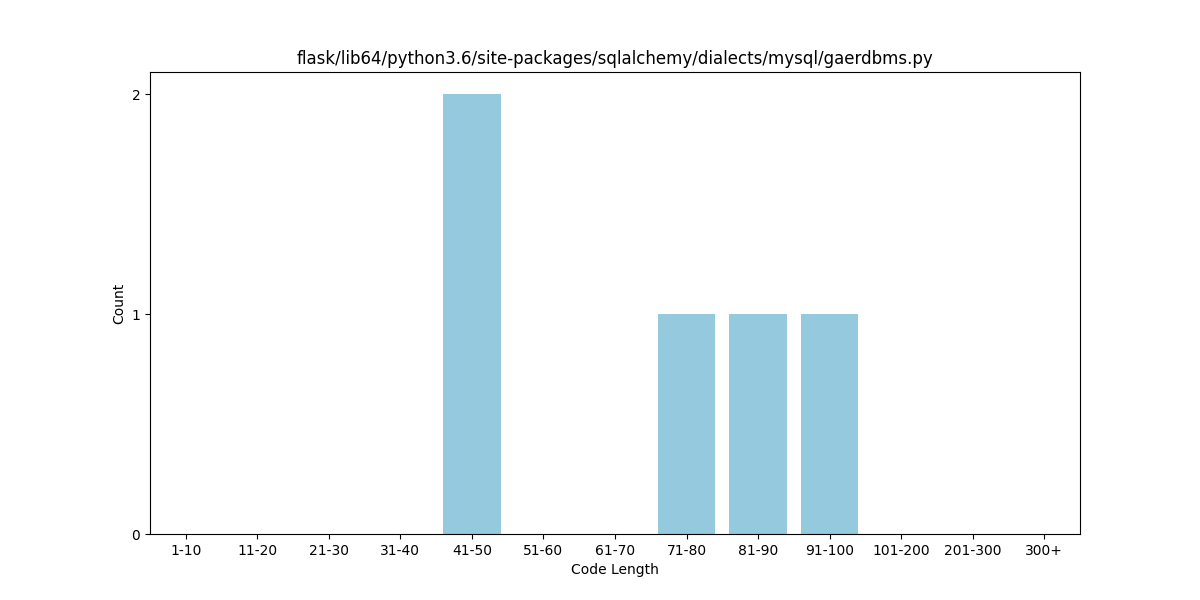 flask/lib64/python3.6/site-packages/sqlalchemy/dialects/mysql/gaerdbms.py
Count
2
1
0
1-10 11-20 21-30 31-40 41-50 51-60 61-70 71-80 81-90 91-100 101-200 201-300 300+
Code Length